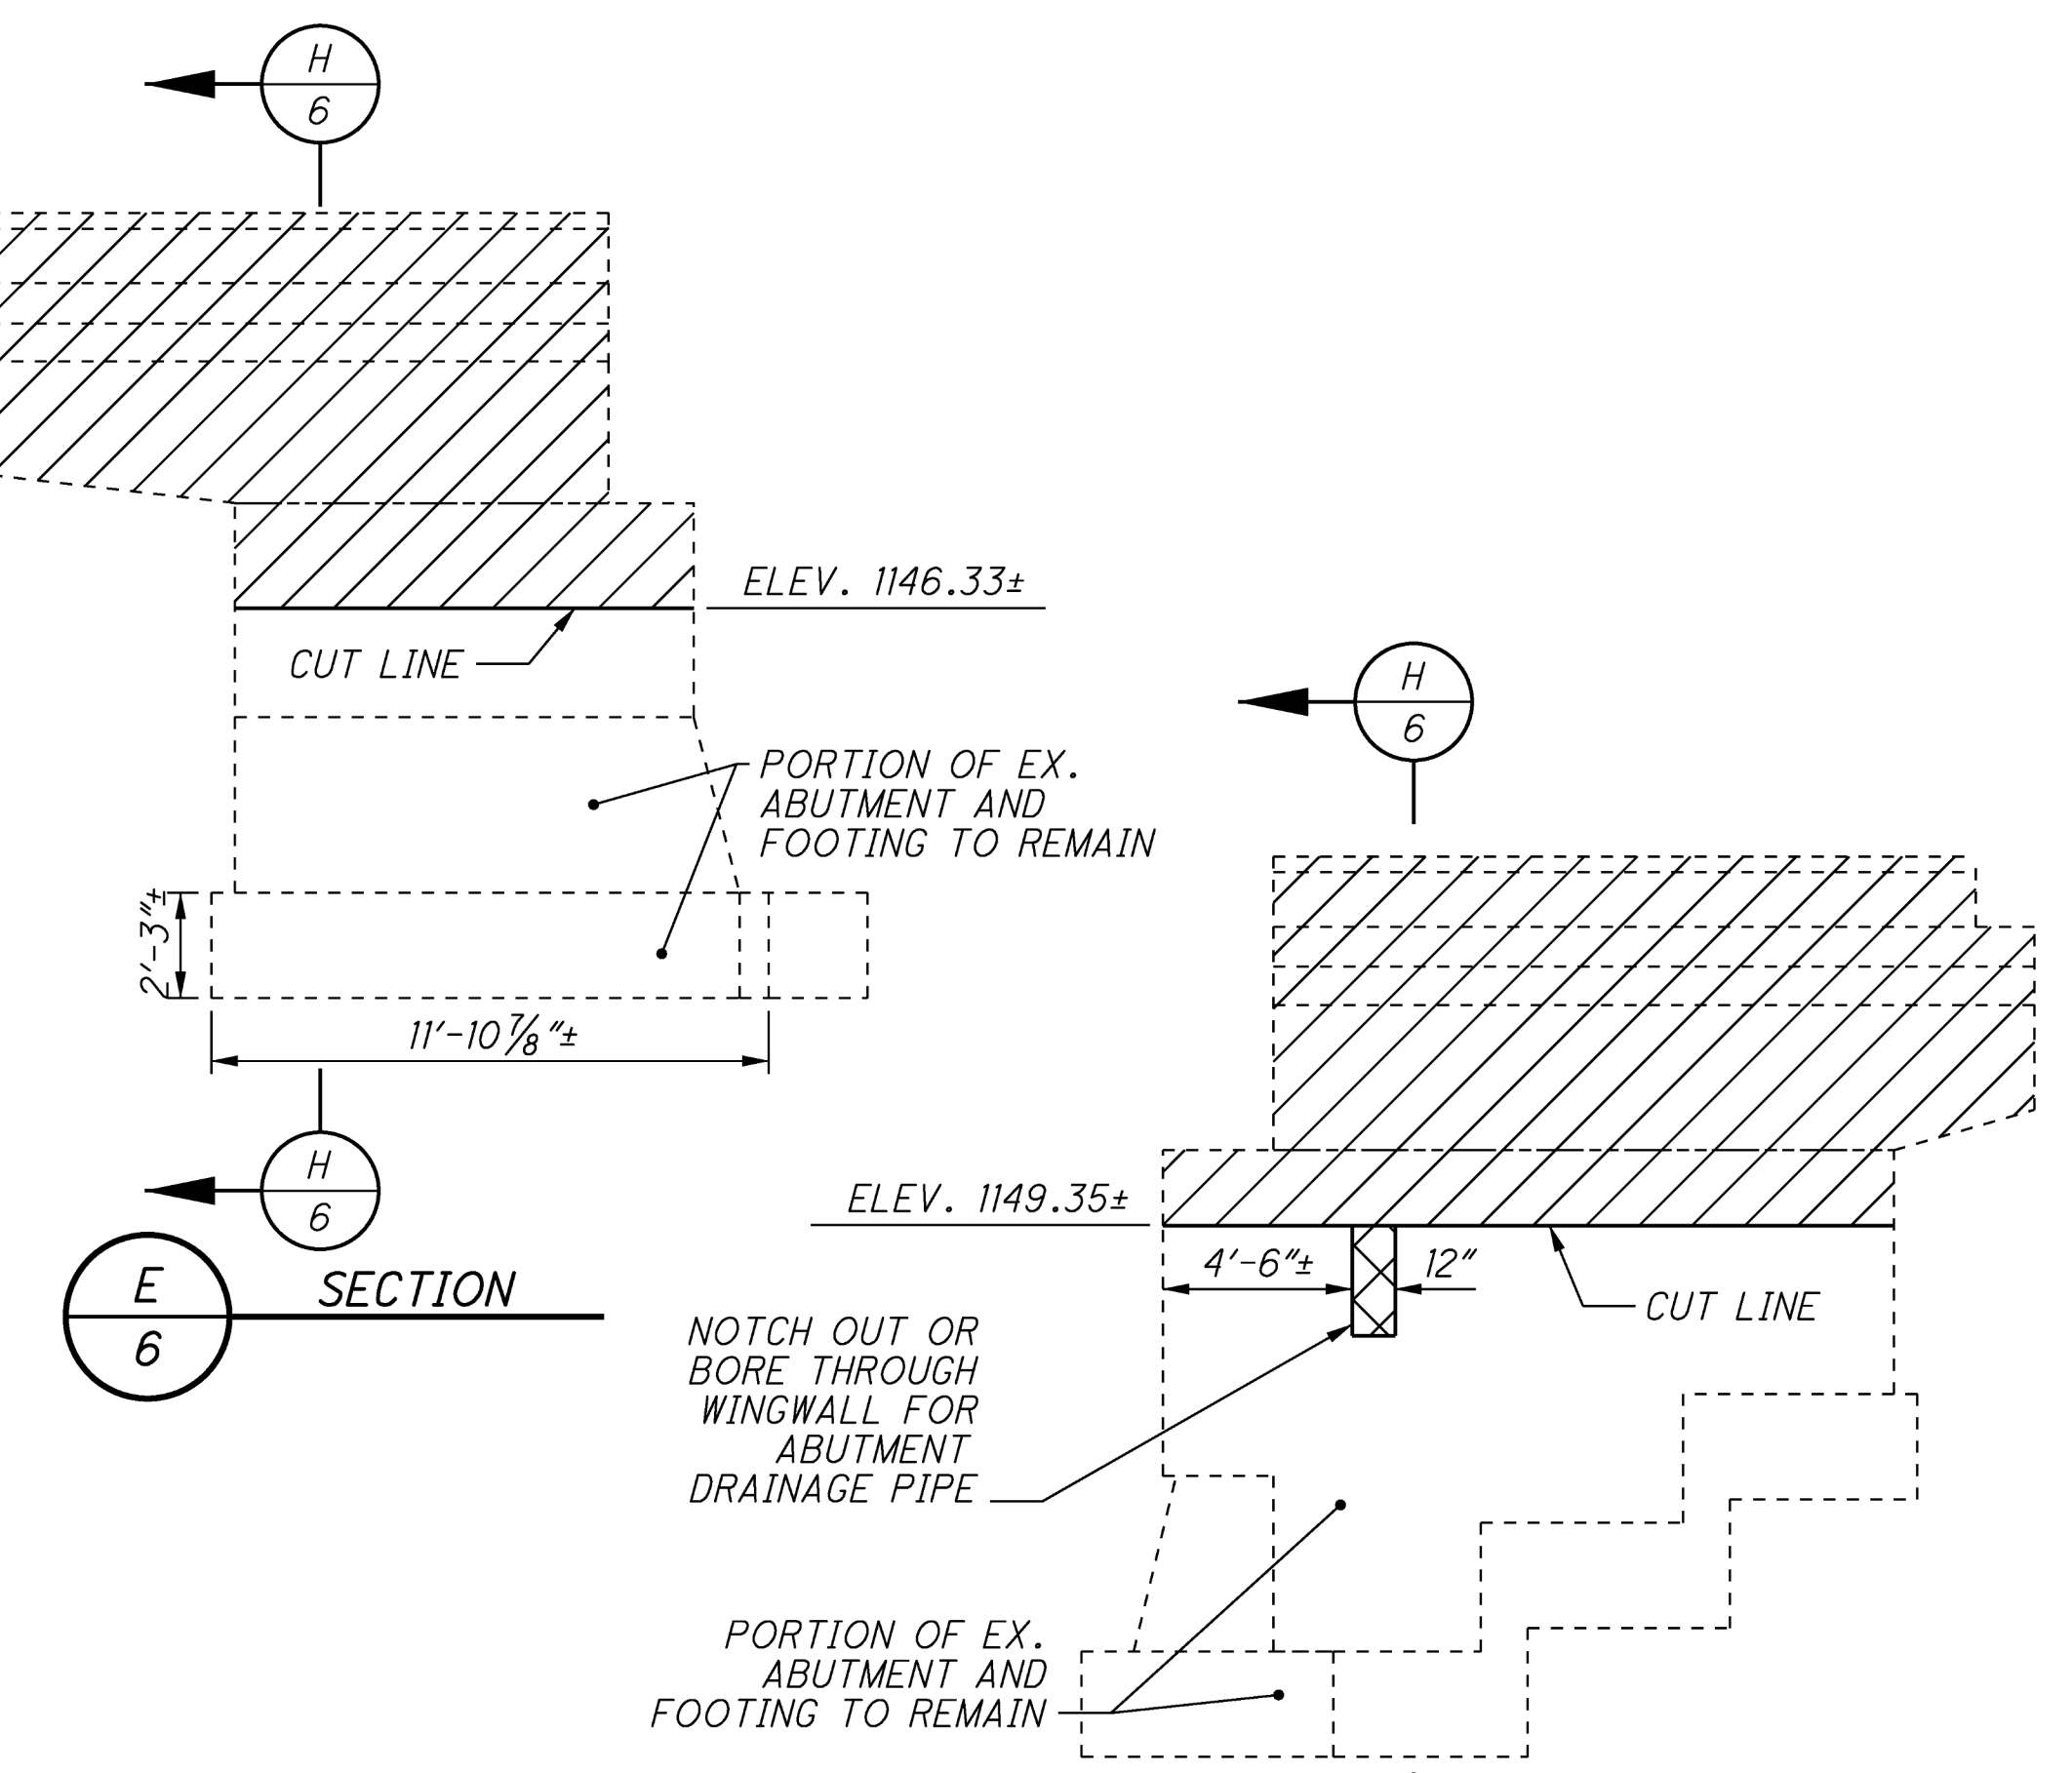 H
6
ELEV. 1146.33±
CUT LINE
PORTION OF EX.
ABUTMENT AND
FOOTING TO REMAIN
2'-3"±
11'-10 7/8"±
H
6
E
6
SECTION
H
6
ELEV. 1149.35±
4'-6"±
12"
CUT LINE
NOTCH OUT OR
BORE THROUGH
WINGWALL FOR
ABUTMENT
DRAINAGE PIPE
PORTION OF EX.
ABUTMENT AND
FOOTING TO REMAIN